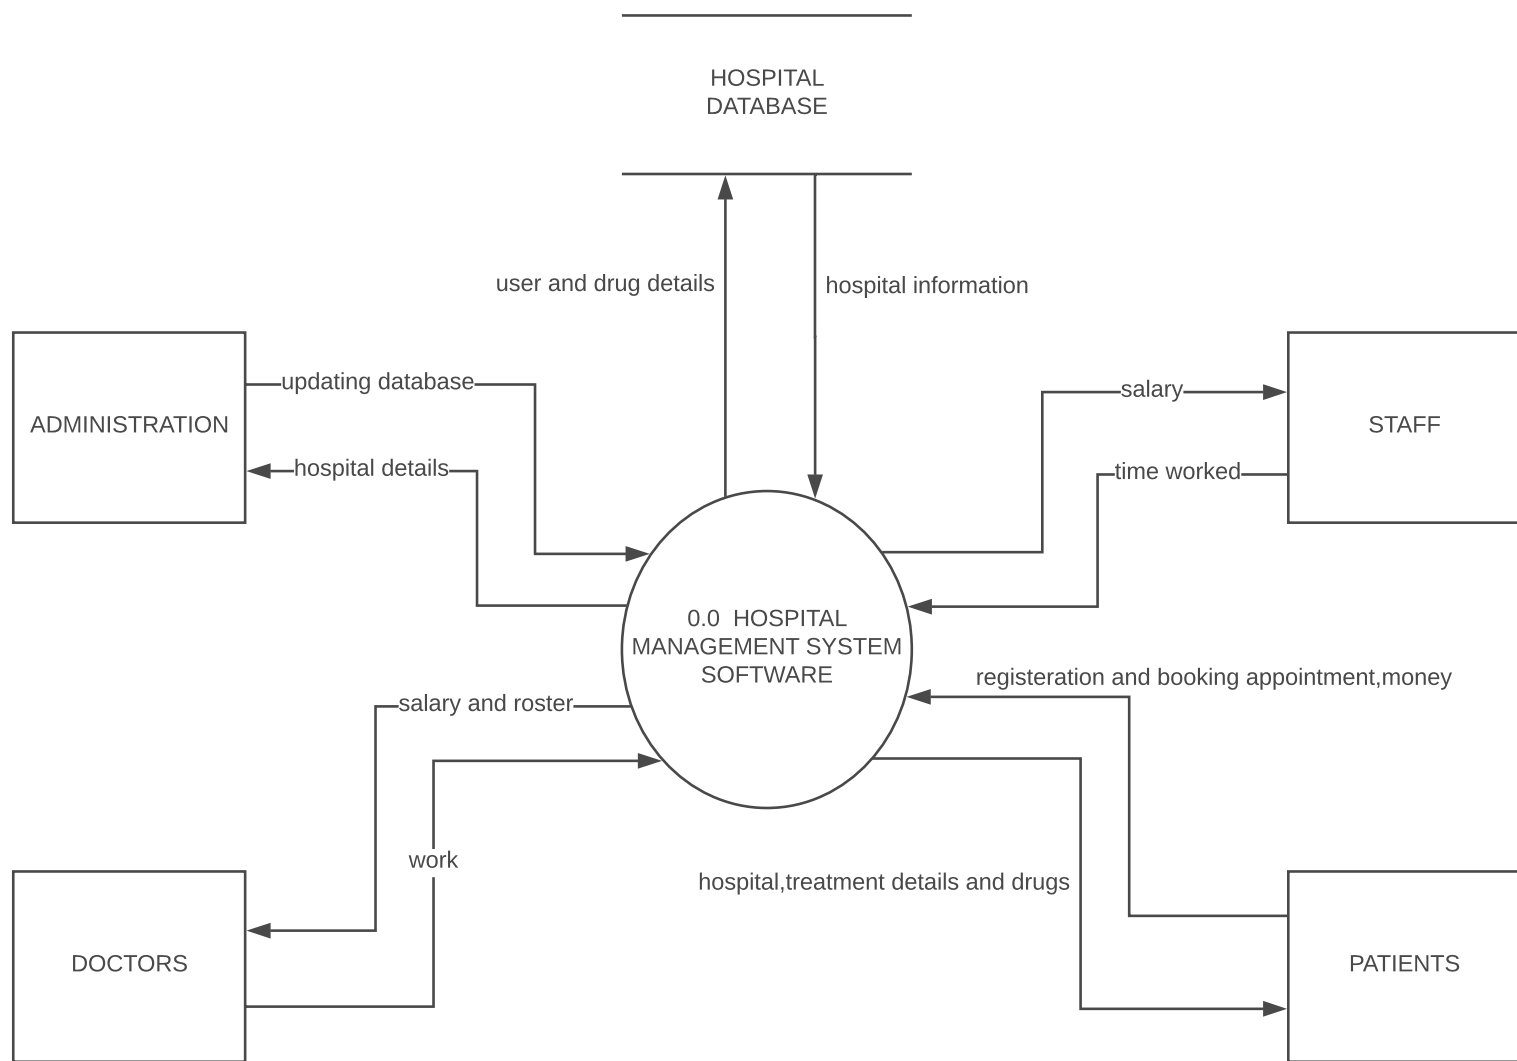 HOSPITAL
DATABASE
user and drug details
hospital information
updating database
salary
ADMINISTRATION
STAFF
hospital details
time worked
0.0  HOSPITAL
MANAGEMENT SYSTEM
SOFTWARE
registeration and booking appointment,money
salary and roster
work
hospital,treatment details and drugs
DOCTORS
PATIENTS